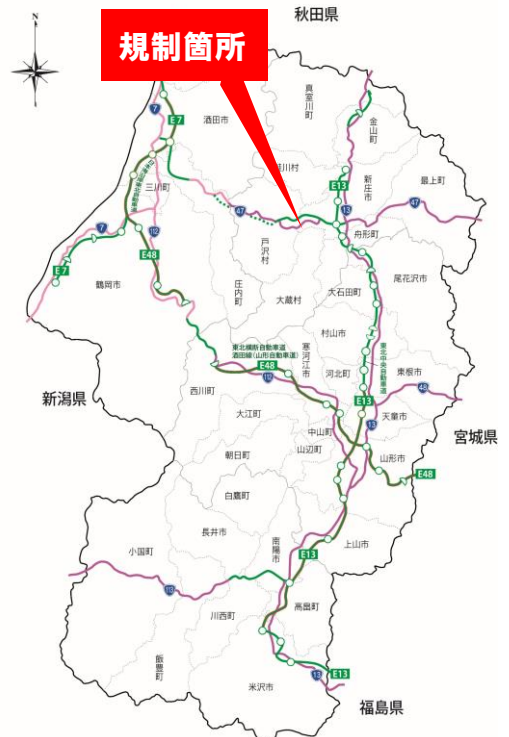 秋田県
N
規制箇所
7
E7
酒田市
真室川町
金山町
鮭川村
E13
新庄市
最上町
三川町
47
13
47
7
112
戸沢村
舟形町
E7
E48
鶴岡市
庄内町
大蔵村
大石田町
尾花沢市
村山市
東北横断自動車道
酒田線(山形自動車道)
寒河江市
河北町
東北中央自動車道
東根市
E48
西川町
新潟県
E13
48
大江町
天童市
中山町
13
宮城県
朝日町
山辺町
山形市
E48
白鷹町
長井市
南陽市
上山市
小国町
E13
高畠町
川西町
飯豊町
E13
13
米沢市
福島県